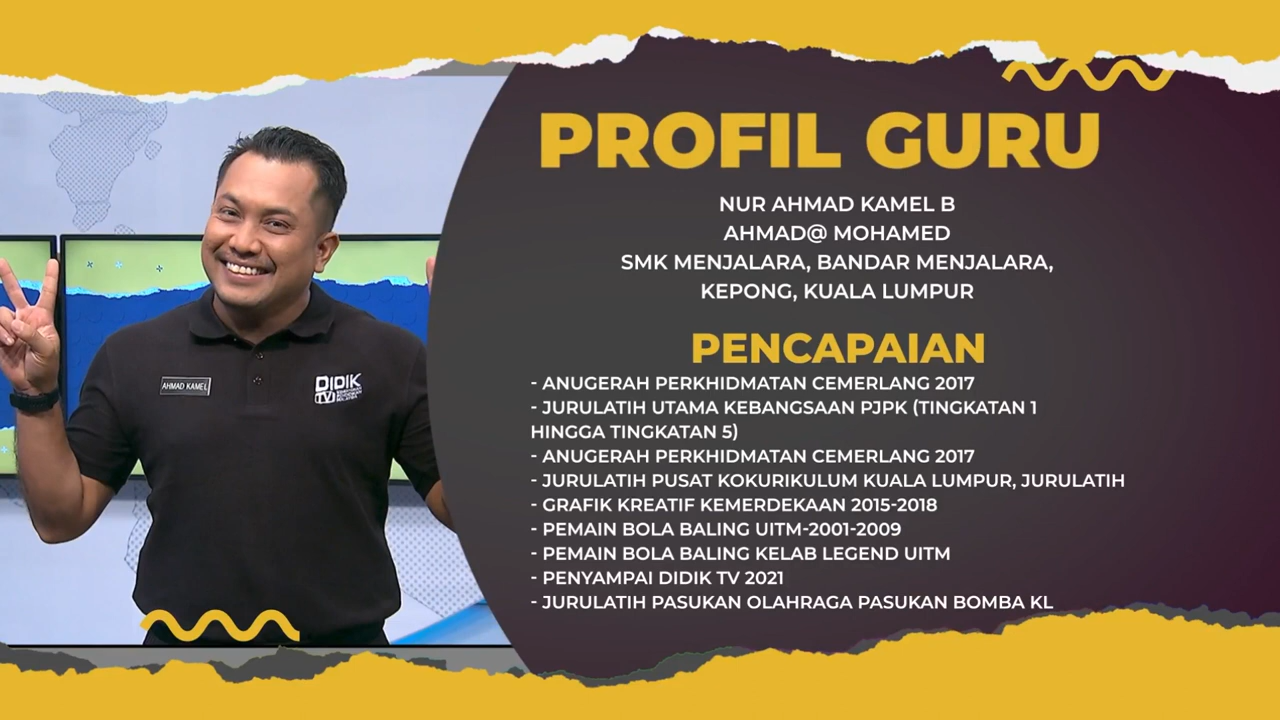 PROFIL GURU
NUR AHMAD KAMEL B
AHMAD@ MOHAMED
SMK MENJALARA, BANDAR MENJALARA,
KEPONG, KUALA LUMPUR
PENCAPAIAN
- ANUGERAH PERKHIDMATAN CEMERLANG 2017
- JURULATIH UTAMA KEBANGSAAN PJPK (TINGKATAN 1
HINGGA TINGKATAN 5)
- ANUGERAH PERKHIDMATAN CEMERLANG 2017
- JURULATIH PUSAT KOKURIKULUM KUALA LUMPUR, JURULATIH
- GRAFIK KREATIF KEMERDEKAAN 2015-2018
- PEMAIN BOLA BALING UITM-2001-2009
- PEMAIN BOLA BALING KELAB LEGEND UITM
- PENYAMPAI DIDIK TV 2021
- JURULATIH PASUKAN OLAHRAGA PASUKAN BOMBA KL
AHMAD KAMEL
DIDIK
TV